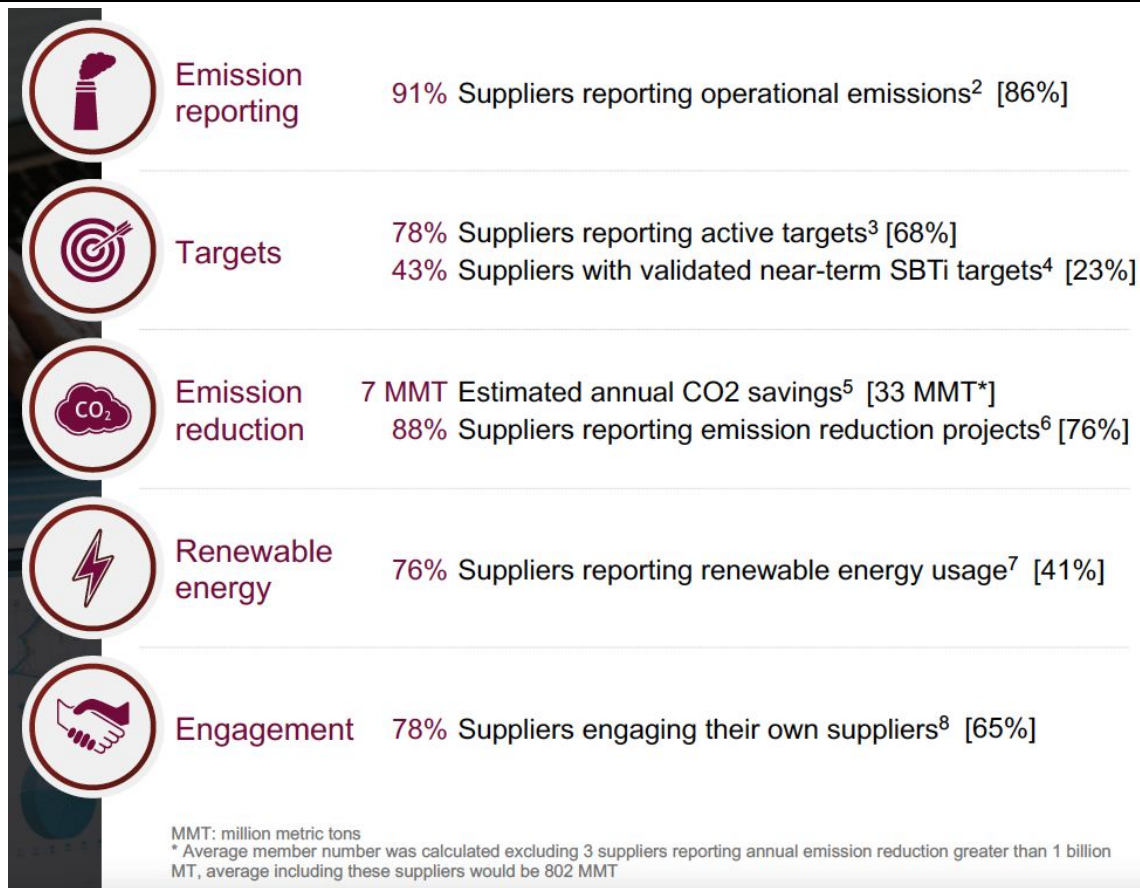 Emission
reporting
91% Suppliers reporting operational emissions² [86%]
Targets
78% Suppliers reporting active targets³ [68%]
43% Suppliers with validated near-term SBTi targets⁴ [23%]
CO₂
Emission
reduction
7 MMT Estimated annual CO2 savings⁵ [33 MMT*]
88% Suppliers reporting emission reduction projects⁶ [76%]
Renewable
energy
76% Suppliers reporting renewable energy usage⁷ [41%]
Engagement
78% Suppliers engaging their own suppliers⁸ [65%]
MMT: million metric tons
* Average member number was calculated excluding 3 suppliers reporting annual emission reduction greater than 1 billion
MT, average including these suppliers would be 802 MMT